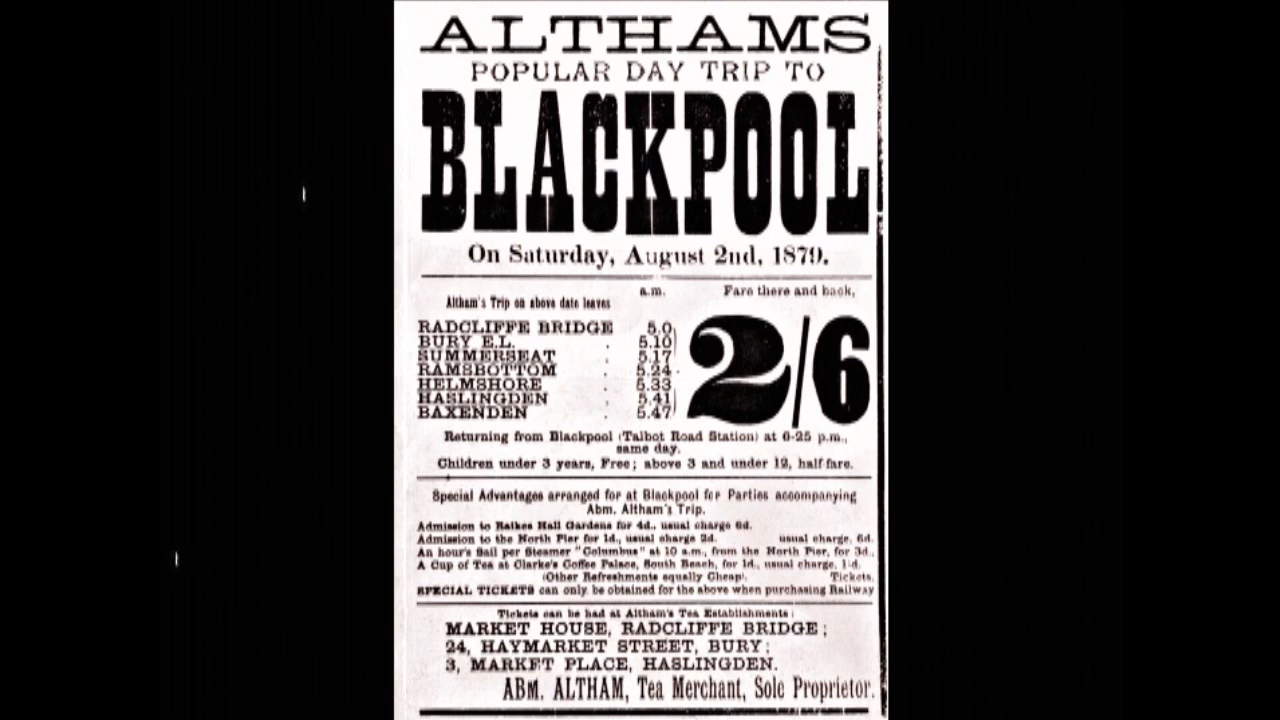 ALTHAMS
POPULAR DAY TRIP TO
BLACKPOOL
On Saturday, August 2nd, 1879.
a.m. Fare there and back,
Altham's Trip on above date leaves
RADCLIFFE BRIDGE 5.0
BURY E.L. . 5.10
SUMMERSEAT . 5.17
RAMSBOTTOM . 5.24
HELMSHORE . 5.33
HASLINGDEN . 5.41
BAXENDEN . 5.47
2/6
Returning from Blackpool (Talbot Road Station) at 6-25 p.m.,
same day.
Children under 3 years, Free; above 3 and under 12, half-fare.
Special Advantages arranged for at Blackpool for Parties accompanying
Abm. Altham's Trip.
Admission to Raikes Hall Gardens for 4d., usual charge 6d.
Admission to the North Pier for 1d., usual charge 2d. usual charge, 6d.
An hour's Sail per Steamer "Columbus" at 10 a.m., from the North Pier, for 3d.,
A Cup of Tea at Clarke's Coffee Palace, South Beach, for 1d., usual charge,
(Other Refreshments equally Cheap). Tickets.
SPECIAL TICKETS can only be obtained for the above when purchasing Railway
Tickets can be had at Altham's Tea Establishments:
MARKET HOUSE, RADCLIFFE BRIDGE;
24, HAYMARKET STREET, BURY;
3, MARKET PLACE, HASLINGDEN.
ABM. ALTHAM, Tea Merchant, Sole Proprietor.